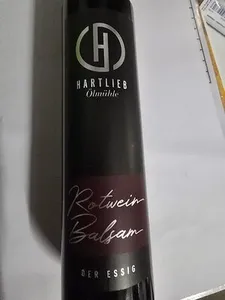 H
HARTLIEB
Ölmühle
Rotwein
Balsam
DER ESSIG